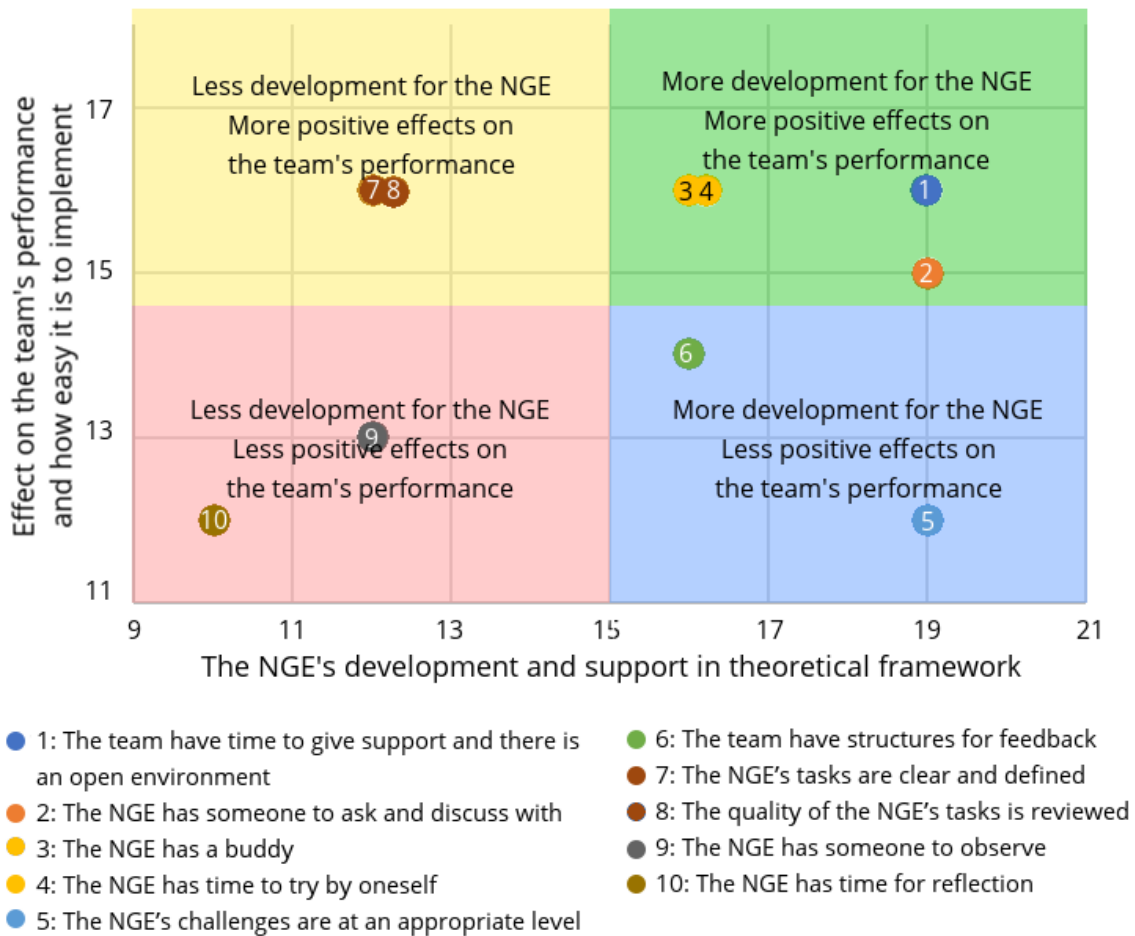 Effect on the team's performance
and how easy it is to implement
17
15
13
11
Less development for the NGE
More positive effects on
the team's performance
7 8
More development for the NGE
More positive effects on
the team's performance
3 4
1
2
6
Less development for the NGE
Less positive effects on
the team's performance
9
10
More development for the NGE
Less positive effects on
the team's performance
5
9 11 13 15 17 19 21
The NGE's development and support in theoretical framework
1: The team have time to give support and there is
an open environment
2: The NGE has someone to ask and discuss with
3: The NGE has a buddy
4: The NGE has time to try by oneself
5: The NGE’s challenges are at an appropriate level
6: The team have structures for feedback
7: The NGE’s tasks are clear and defined
8: The quality of the NGE’s tasks is reviewed
9: The NGE has someone to observe
10: The NGE has time for reflection